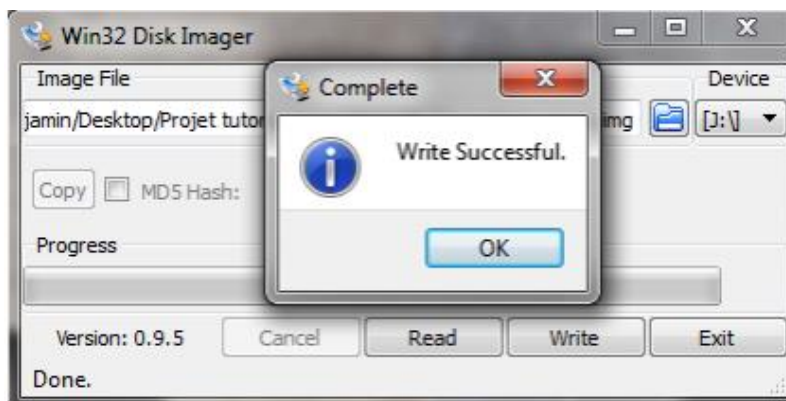 Win32 Disk Imager
Image File
Device
jamin/Desktop/Projet tutor
img
[J:\]
Complete
Write Successful.
OK
Copy
MD5 Hash:
Progress
Version: 0.9.5
Cancel
Read
Write
Exit
Done.